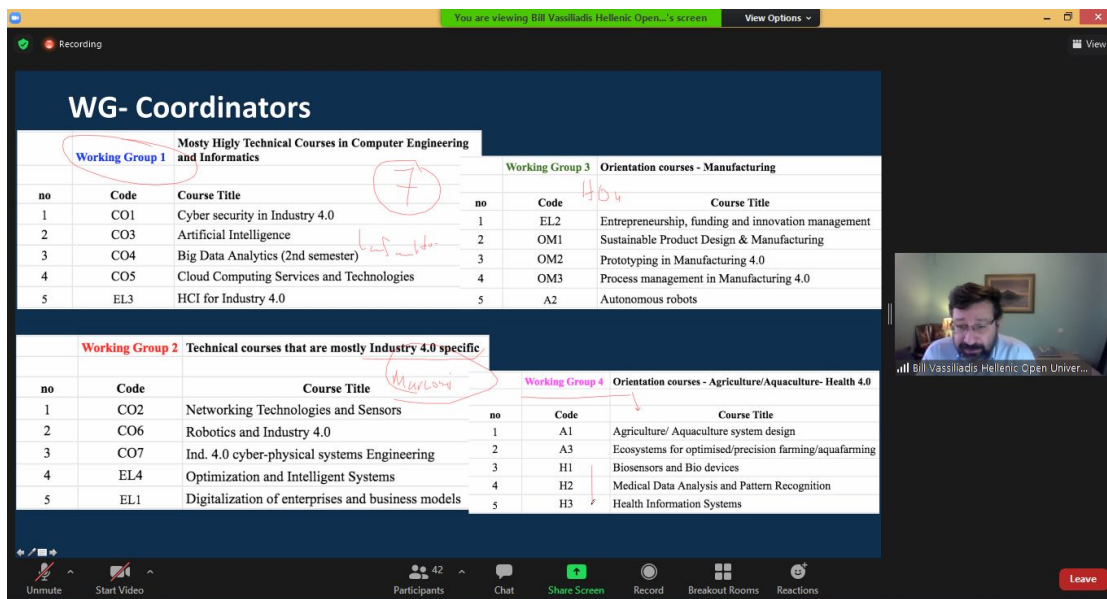 You are viewing Bill Vassiliadis Hellenic Open...'s screen
View Options
Recording
View
WG- Coordinators
Working Group 1
Mosty Higly Technical Courses in Computer Engineering
and Informatics
7
no Code Course Title
1 CO1 Cyber security in Industry 4.0
2 CO3 Artificial Intelligence
3 CO4 Big Data Analytics (2nd semester)
4 CO5 Cloud Computing Services and Technologies
5 EL3 HCI for Industry 4.0
Working Group 3 Orientation courses - Manufacturing
no Code Course Title
1 EL2 Entrepreneurship, funding and innovation management
2 OM1 Sustainable Product Design & Manufacturing
3 OM2 Prototyping in Manufacturing 4.0
4 OM3 Process management in Manufacturing 4.0
5 A2 Autonomous robots
Working Group 2 Technical courses that are mostly Industry 4.0 specific
no Code Course Title
1 CO2 Networking Technologies and Sensors
2 CO6 Robotics and Industry 4.0
3 CO7 Ind. 4.0 cyber-physical systems Engineering
4 EL4 Optimization and Intelligent Systems
5 EL1 Digitalization of enterprises and business models
Working Group 4 Orientation courses - Agriculture/Aquaculture- Health 4.0
no Code Course Title
1 A1 Agriculture/ Aquaculture system design
2 A3 Ecosystems for optimised/precision farming/aquafarming
3 H1 Biosensors and Bio devices
4 H2 Medical Data Analysis and Pattern Recognition
5 H3 Health Information Systems
Bill Vassiliadis Hellenic Open Univer...
Unmute
Start Video
42
Participants
Chat
Share Screen
Record
Breakout Rooms
Reactions
Leave